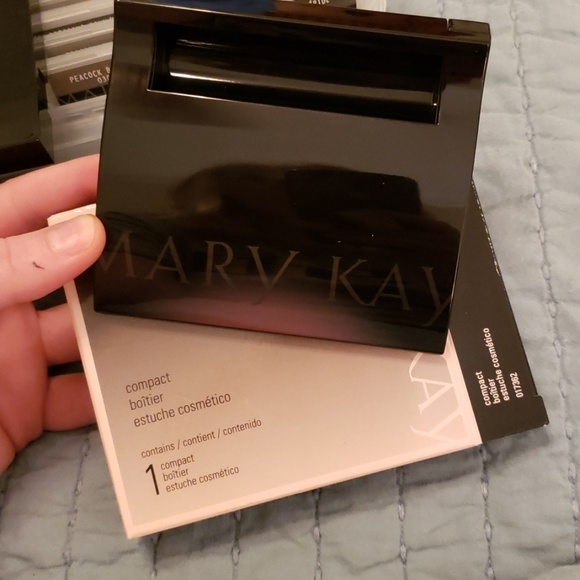 PEACOCK
MARY KAY
KAY
compact
boîtier
estuche cosmético
contains / contient / contenido
1 compact
boîtier
estuche cosmético
compact
boîtier
estuche cosmético
017362